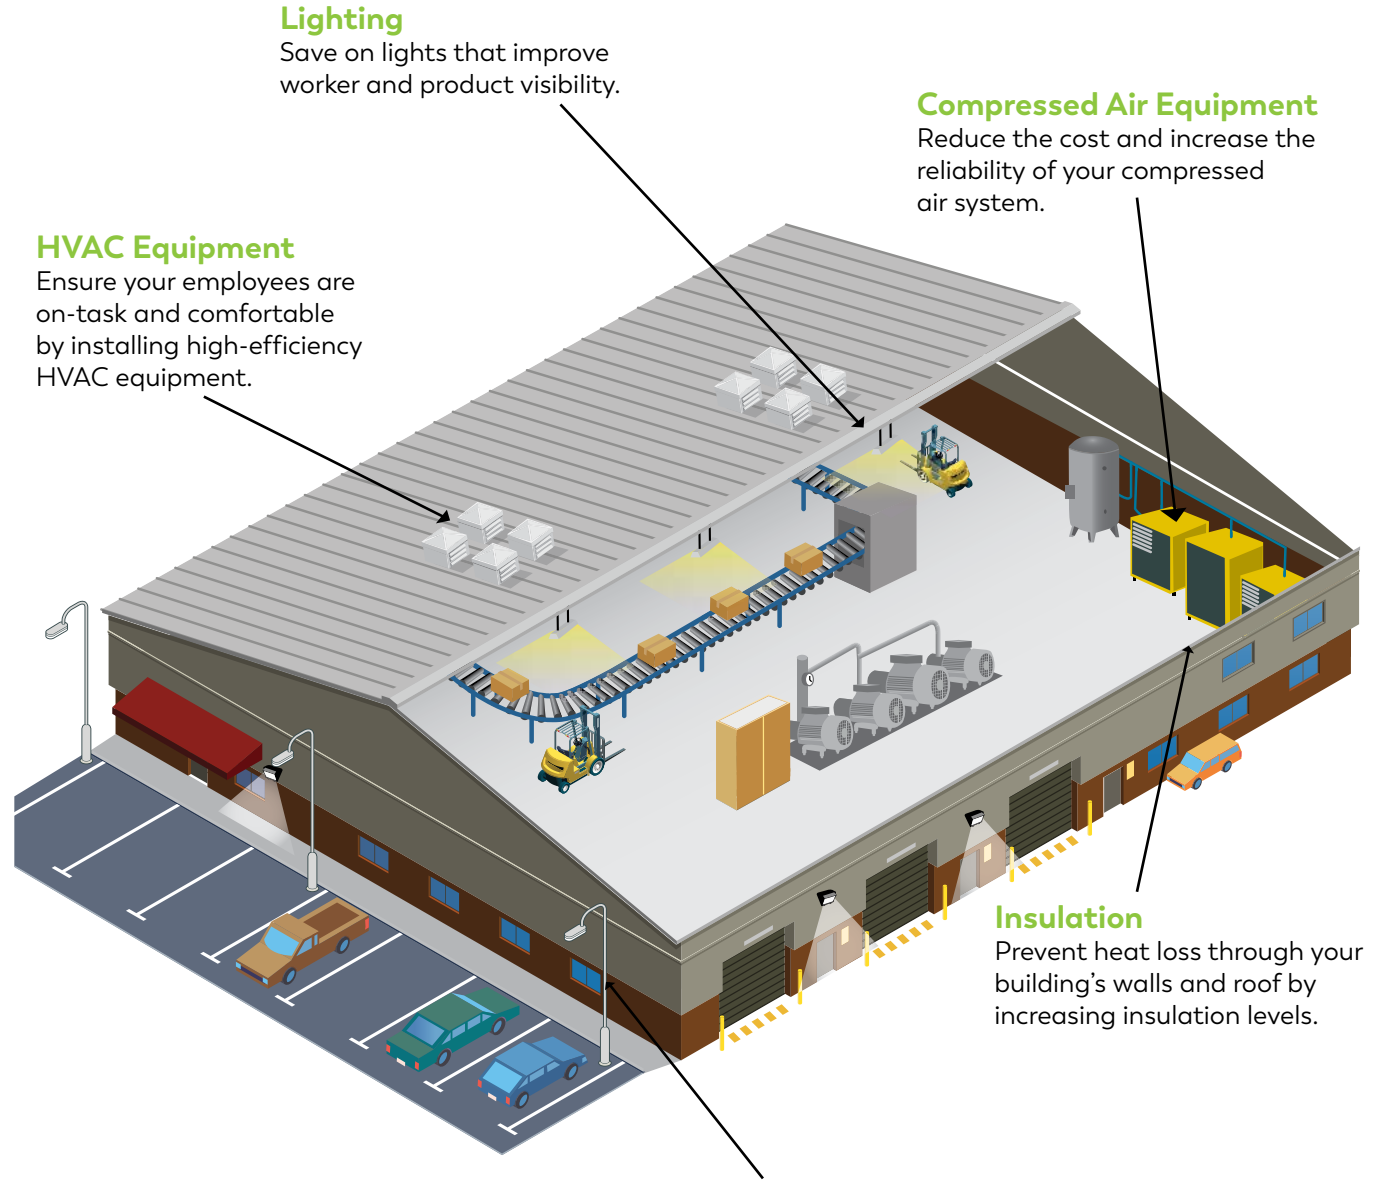 Lighting
Save on lights that improve
worker and product visibility.
Compressed Air Equipment
Reduce the cost and increase the
reliability of your compressed
air system.
HVAC Equipment
Ensure your employees are
on-task and comfortable
by installing high-efficiency
HVAC equipment.
Insulation
Prevent heat loss through your
building’s walls and roof by
increasing insulation levels.